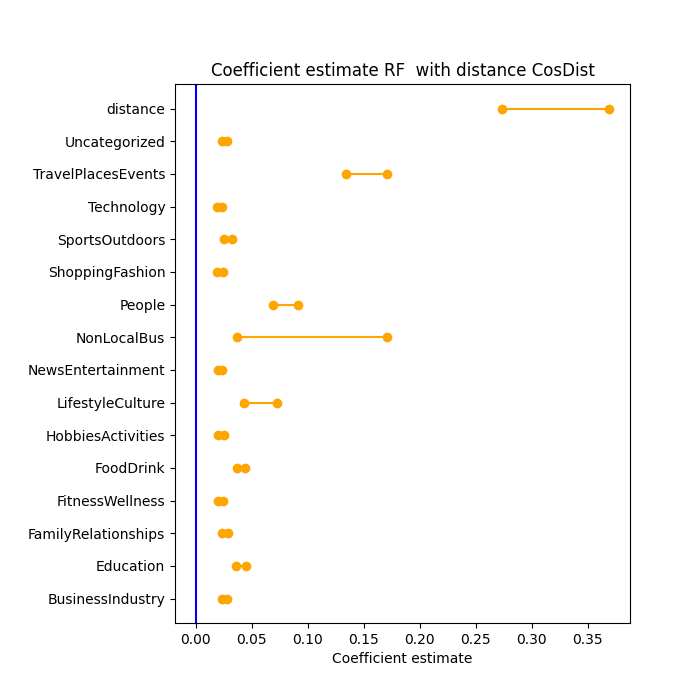 Coefficient estimate RF  with distance CosDist
distance
Uncategorized
TravelPlacesEvents
Technology
SportsOutdoors
ShoppingFashion
People
NonLocalBus
NewsEntertainment
LifestyleCulture
HobbiesActivities
FoodDrink
FitnessWellness
FamilyRelationships
Education
BusinessIndustry
0.00 0.05 0.10 0.15 0.20 0.25 0.30 0.35
Coefficient estimate